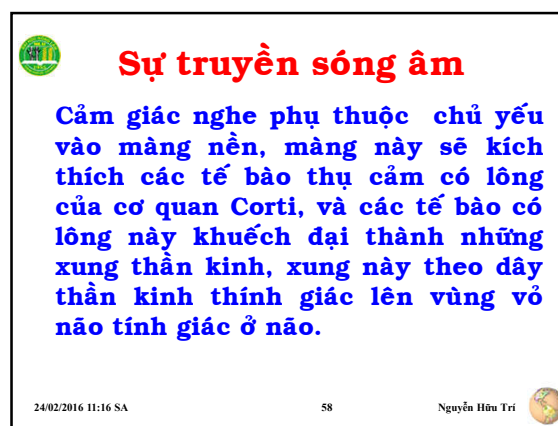 Sự truyền sóng âm
Cảm giác nghe phụ thuộc chủ yếu
vào màng nền, màng này sẽ kích
thích các tế bào thụ cảm có lông
của cơ quan Corti, và các tế bào có
lông này khuếch đại thành những
xung thần kinh, xung này theo dây
thần kinh thính giác lên vùng vỏ
não tính giác ở não.
24/02/2016 11:16 SA 58 Nguyễn Hữu Trí